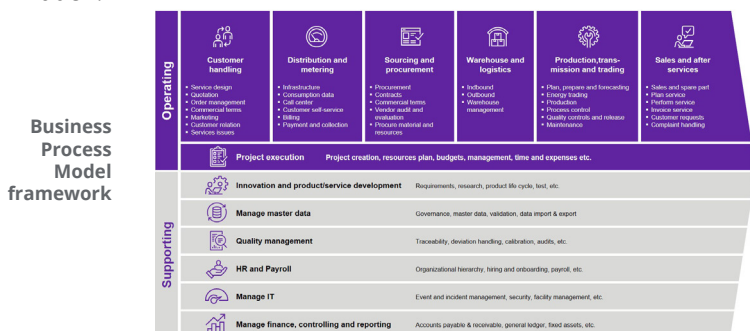 Business
Process
Model
framework
Operating
Customer
handling
• Service design
• Quotation
• Order management
• Commercial terms
• Marketing
• Customer relation
• Services issues
Distribution and
metering
• Infrastructure
• Consumption data
• Call center
• Customer self-service
• Billing
• Payment and collection
Sourcing and
procurement
• Procurement
• Contracts
• Commercial terms
• Vendor audit and
evaluation
• Procure material and
resources
Warehouse and
logistics
• Indbound
• Outbound
• Warehouse
management
Production,trans-
mission and trading
• Plan, prepare and forecasting
• Energy trading
• Production
• Process control
• Quality controls and release
• Maintenance
Sales and after
services
• Sales and spare part
• Plan service
• Perform service
• Invoice service
• Customer requests
• Complaint handling
Project execution Project creation, resources plan, budgets, management, time and expenses etc.
Supporting
Innovation and product/service development Requirements, research, product life cycle, test, etc.
Manage master data Governance, master data, validation, data import & export
Quality management Traceability, deviation handling, calibration, audits, etc.
HR and Payroll Organizational hierarchy, hiring and onboarding, payroll, etc.
Manage IT Event and incident management, security, facility management, etc.
Manage finance, controlling and reporting Accounts payable & receivable, general ledger, fixed assets, etc.